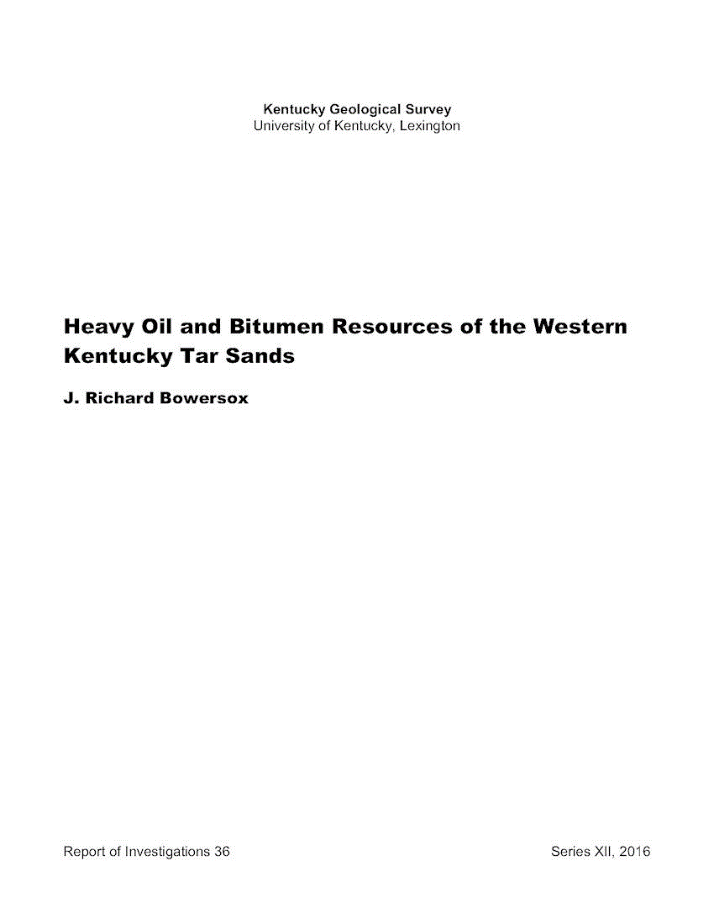 Kentucky Geological Survey
University of Kentucky, Lexington
Heavy Oil and Bitumen Resources of the Western
Kentucky Tar Sands
J. Richard Bowersox
Report of Investigations 36
Series XII, 2016